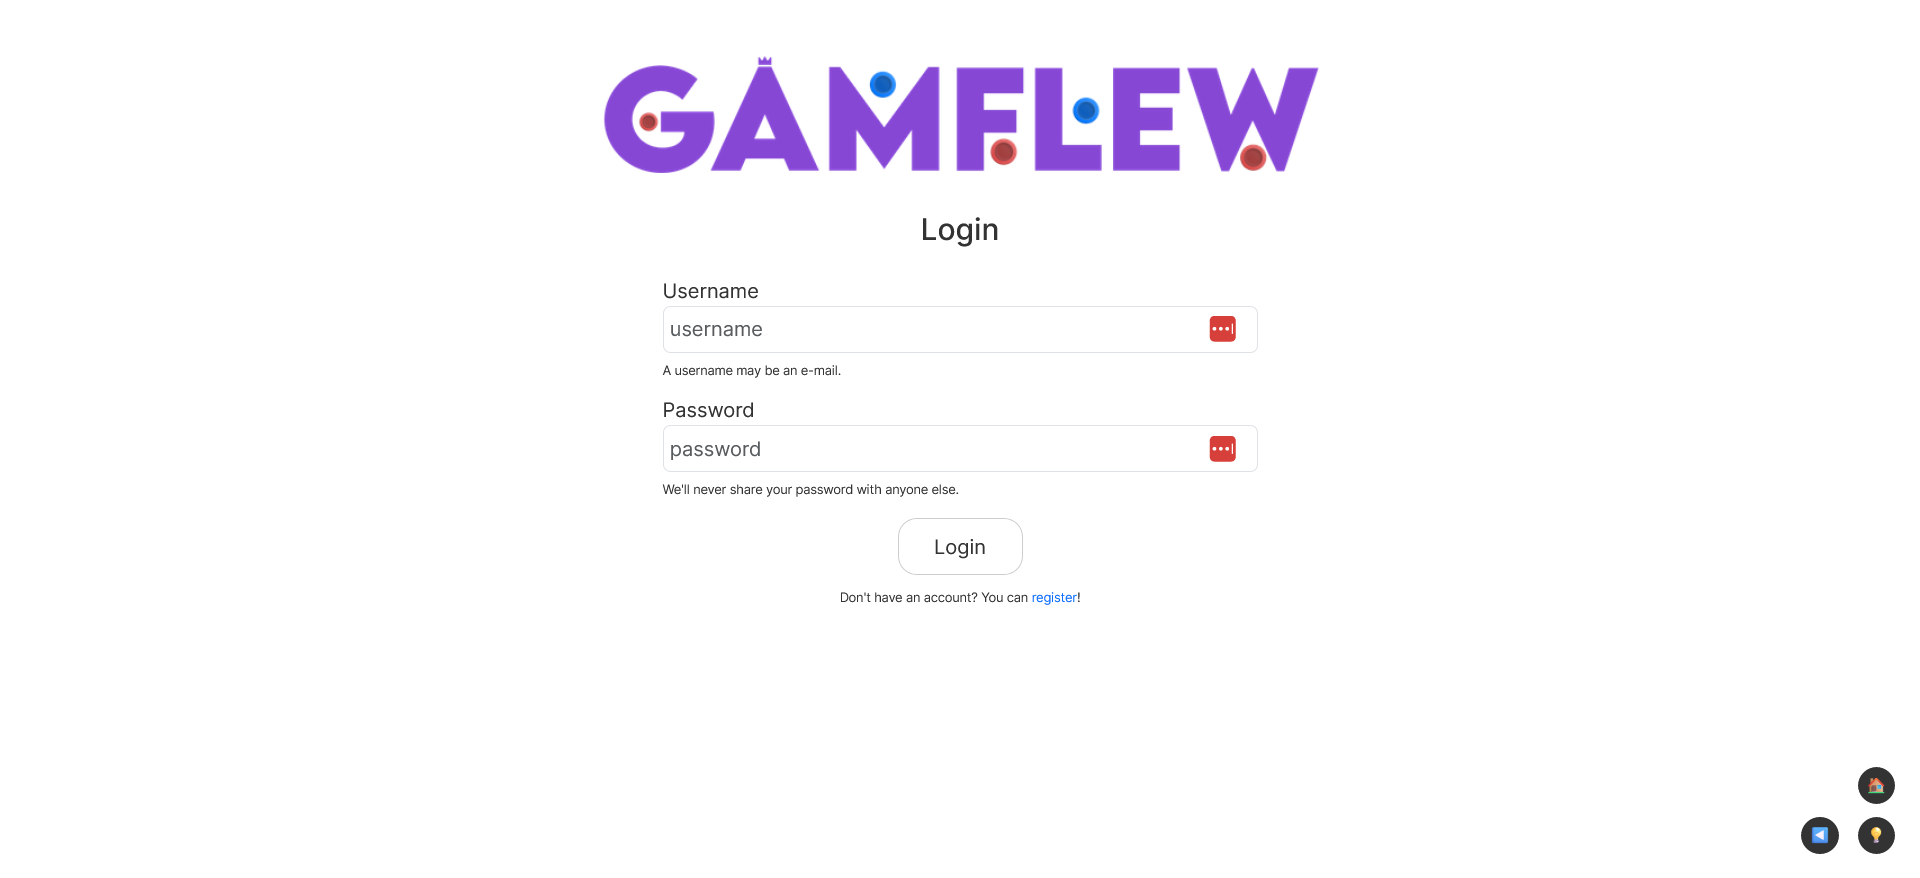 GAMFLEW
Login
Username
username
A username may be an e-mail.
Password
password
We'll never share your password with anyone else.
Login
Don't have an account? You can register!